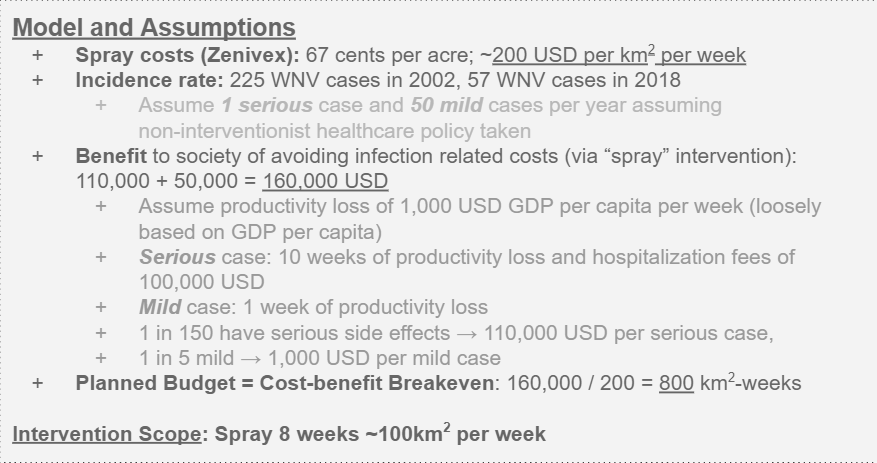 Model and Assumptions
+ Spray costs (Zenivex): 67 cents per acre; ~200 USD per km² per week
+ Incidence rate: 225 WNV cases in 2002, 57 WNV cases in 2018
+ Assume 1 serious case and 50 mild cases per year assuming
non-interventionist healthcare policy taken
+ Benefit to society of avoiding infection related costs (via “spray” intervention):
110,000 + 50,000 = 160,000 USD
+ Assume productivity loss of 1,000 USD GDP per capita per week (loosely
based on GDP per capita)
+ Serious case: 10 weeks of productivity loss and hospitalization fees of
100,000 USD
+ Mild case: 1 week of productivity loss
+ 1 in 150 have serious side effects → 110,000 USD per serious case,
+ 1 in 5 mild → 1,000 USD per mild case
+ Planned Budget = Cost-benefit Breakeven: 160,000 / 200 = 800 km²-weeks
Intervention Scope: Spray 8 weeks ~100km² per week